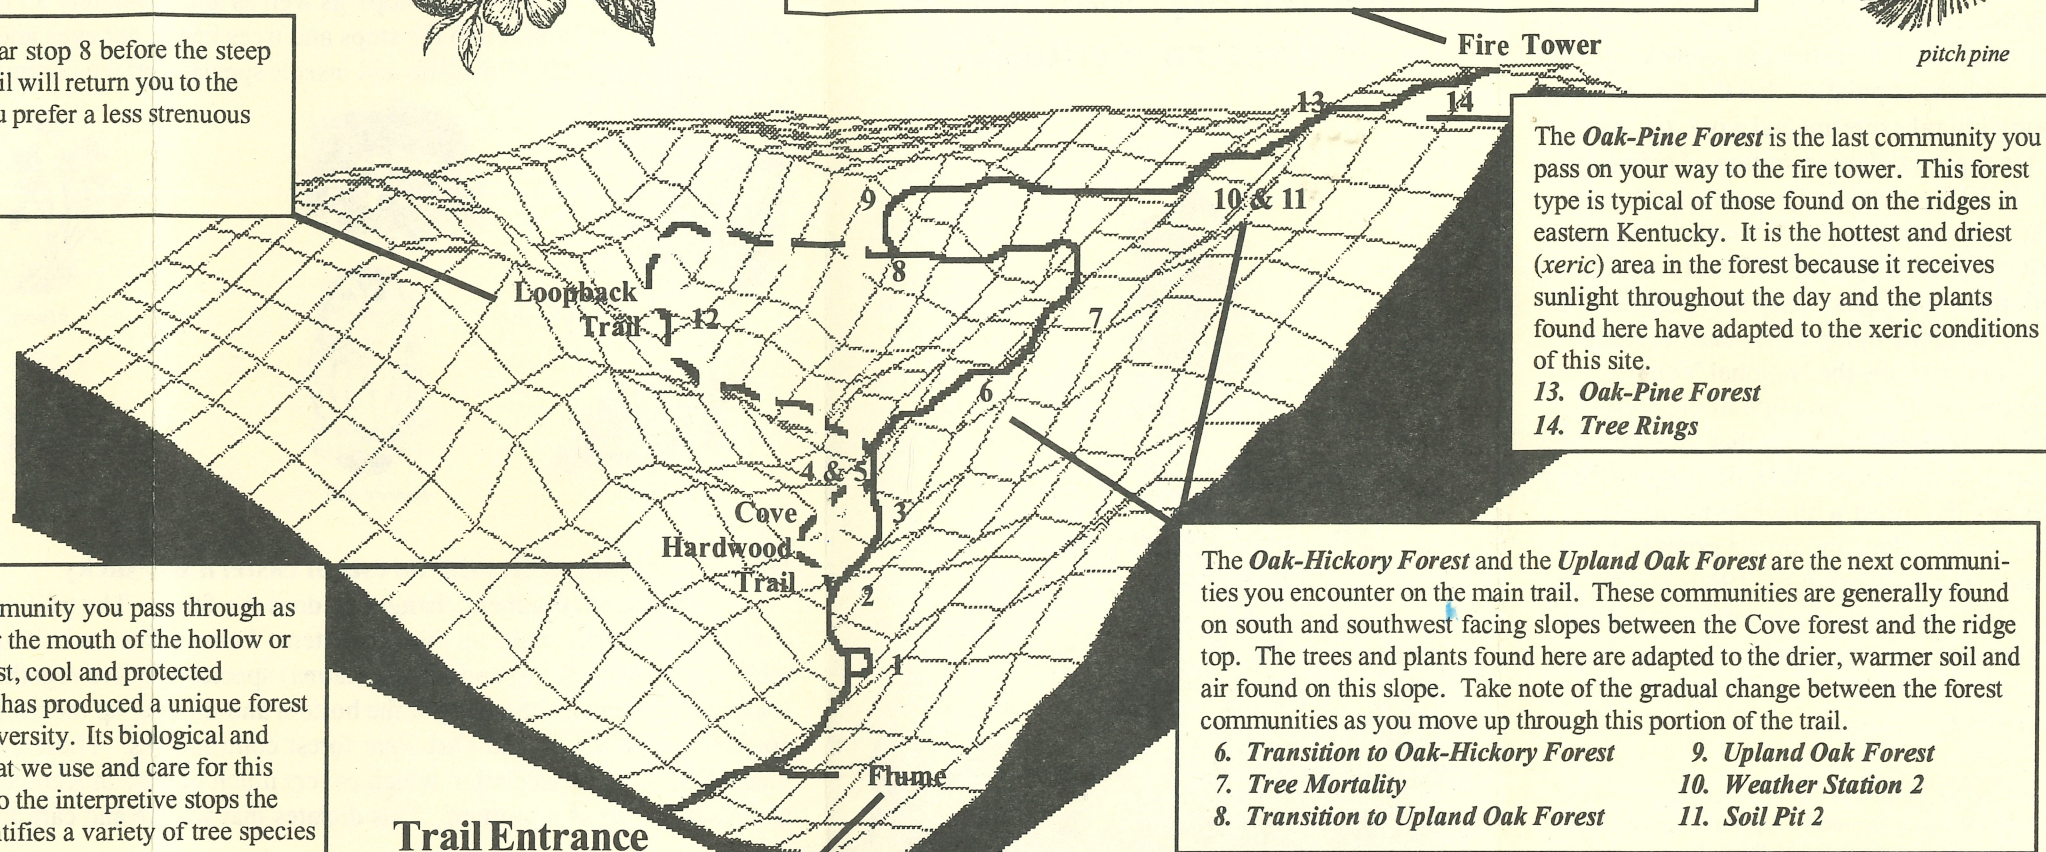 ar stop 8 before the steep
il will return you to the
u prefer a less strenuous
Fire Tower
pitch pine
13
14
9
10 & 11
8
Loopback
Trail
12
7
6
4 & 5
Cove
Hardwood
Trail
3
2
1
Flume
Trail Entrance
The Oak-Pine Forest is the last community you
pass on your way to the fire tower. This forest
type is typical of those found on the ridges in
eastern Kentucky. It is the hottest and driest
(xeric) area in the forest because it receives
sunlight throughout the day and the plants
found here have adapted to the xeric conditions
of this site.
13. Oak-Pine Forest
14. Tree Rings
munity you pass through as
r the mouth of the hollow or
st, cool and protected
has produced a unique forest
versity. Its biological and
at we use and care for this
o the interpretive stops the
ntifies a variety of tree species
The Oak-Hickory Forest and the Upland Oak Forest are the next communi-
ties you encounter on the main trail. These communities are generally found
on south and southwest facing slopes between the Cove forest and the ridge
top. The trees and plants found here are adapted to the drier, warmer soil and
air found on this slope. Take note of the gradual change between the forest
communities as you move up through this portion of the trail.
6. Transition to Oak-Hickory Forest
7. Tree Mortality
8. Transition to Upland Oak Forest
9. Upland Oak Forest
10. Weather Station 2
11. Soil Pit 2